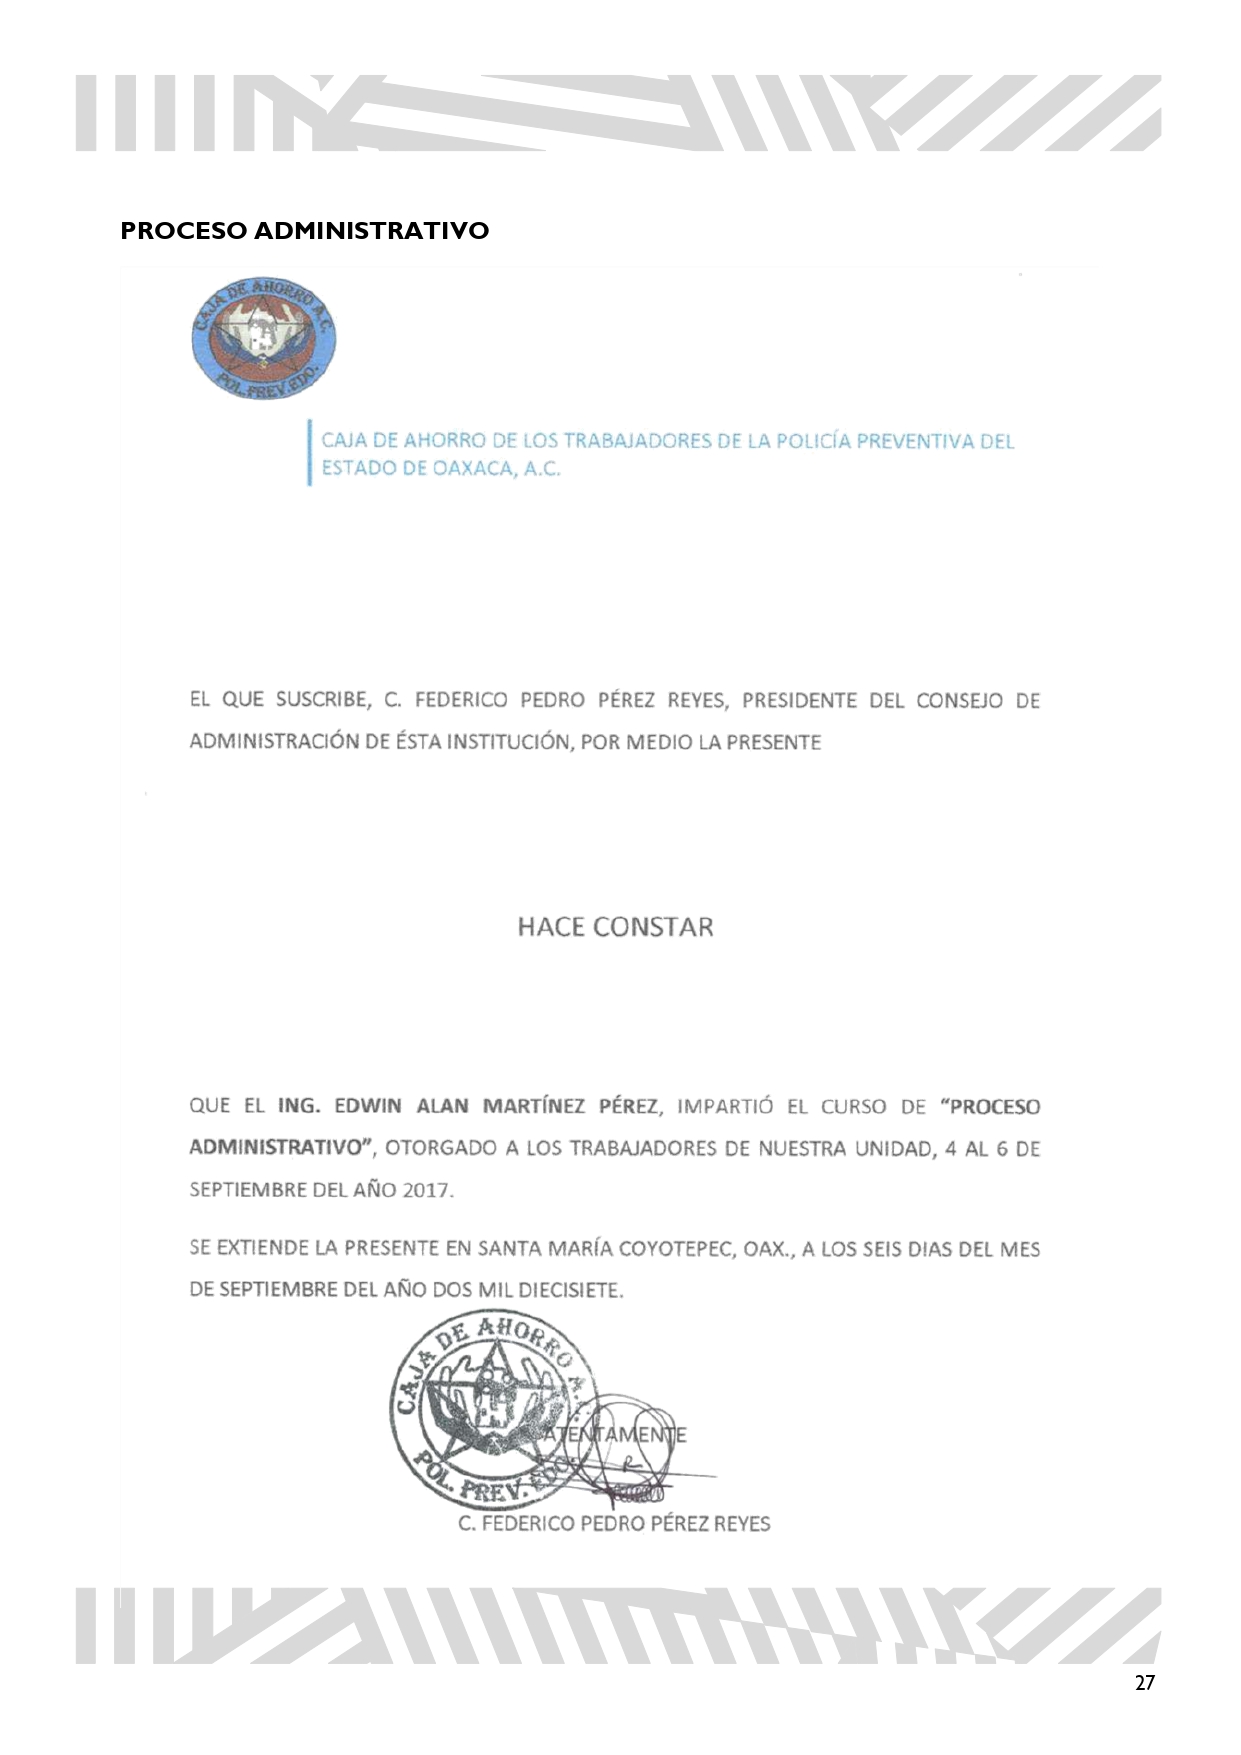 PROCESO ADMINISTRATIVO
CAJA DE AHORRO A.C.
POL. PREV. EDO.
CAJA DE AHORRO DE LOS TRABAJADORES DE LA POLICÍA PREVENTIVA DEL
ESTADO DE OAXACA, A.C.
EL QUE SUSCRIBE, C. FEDERICO PEDRO PÉREZ REYES, PRESIDENTE DEL CONSEJO DE
ADMINISTRACIÓN DE ÉSTA INSTITUCIÓN, POR MEDIO LA PRESENTE
HACE CONSTAR
QUE EL ING. EDWIN ALAN MARTÍNEZ PÉREZ, IMPARTIÓ EL CURSO DE “PROCESO
ADMINISTRATIVO”, OTORGADO A LOS TRABAJADORES DE NUESTRA UNIDAD, 4 AL 6 DE
SEPTIEMBRE DEL AÑO 2017.
SE EXTIENDE LA PRESENTE EN SANTA MARÍA COYOTEPEC, OAX., A LOS SEIS DIAS DEL MES
DE SEPTIEMBRE DEL AÑO DOS MIL DIECISIETE.
CAJA DE AHORRO A.C.
POL. PREV. EDO.
ATENTAMENTE
C. FEDERICO PEDRO PÉREZ REYES
27